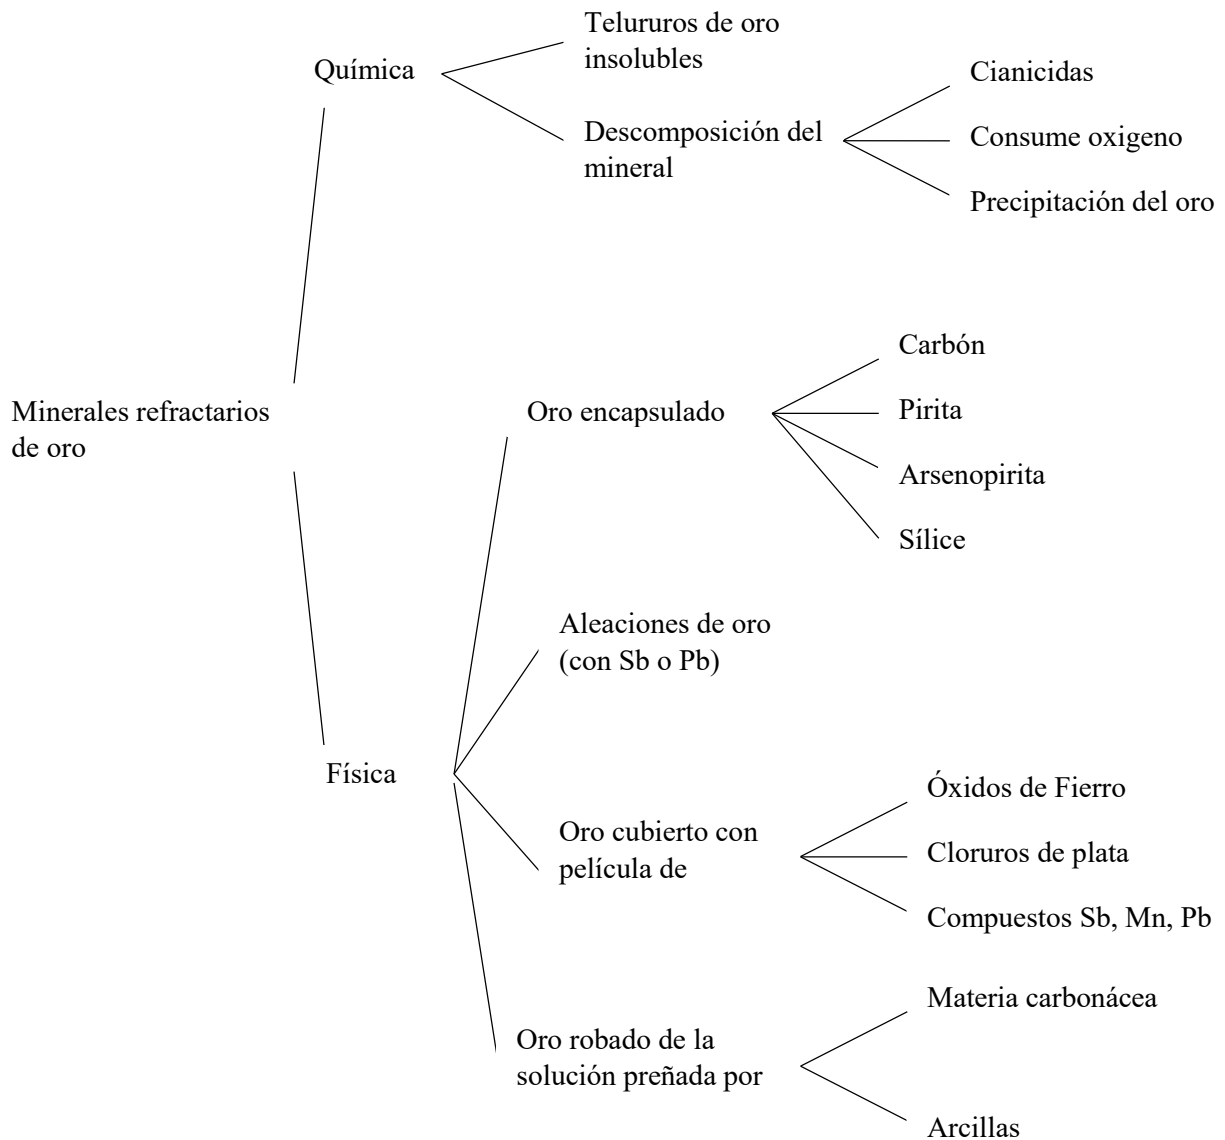 Telururos de oro
insolubles
Química
Cianicidas
Descomposición del
mineral
Consume oxigeno
Precipitación del oro
Carbón
Minerales refractarios
de oro
Oro encapsulado
Pirita
Arsenopirita
Sílice
Aleaciones de oro
(con Sb o Pb)
Física
Óxidos de Fierro
Oro cubierto con
película de
Cloruros de plata
Compuestos Sb, Mn, Pb
Materia carbonácea
Oro robado de la
solución preñada por
Arcillas